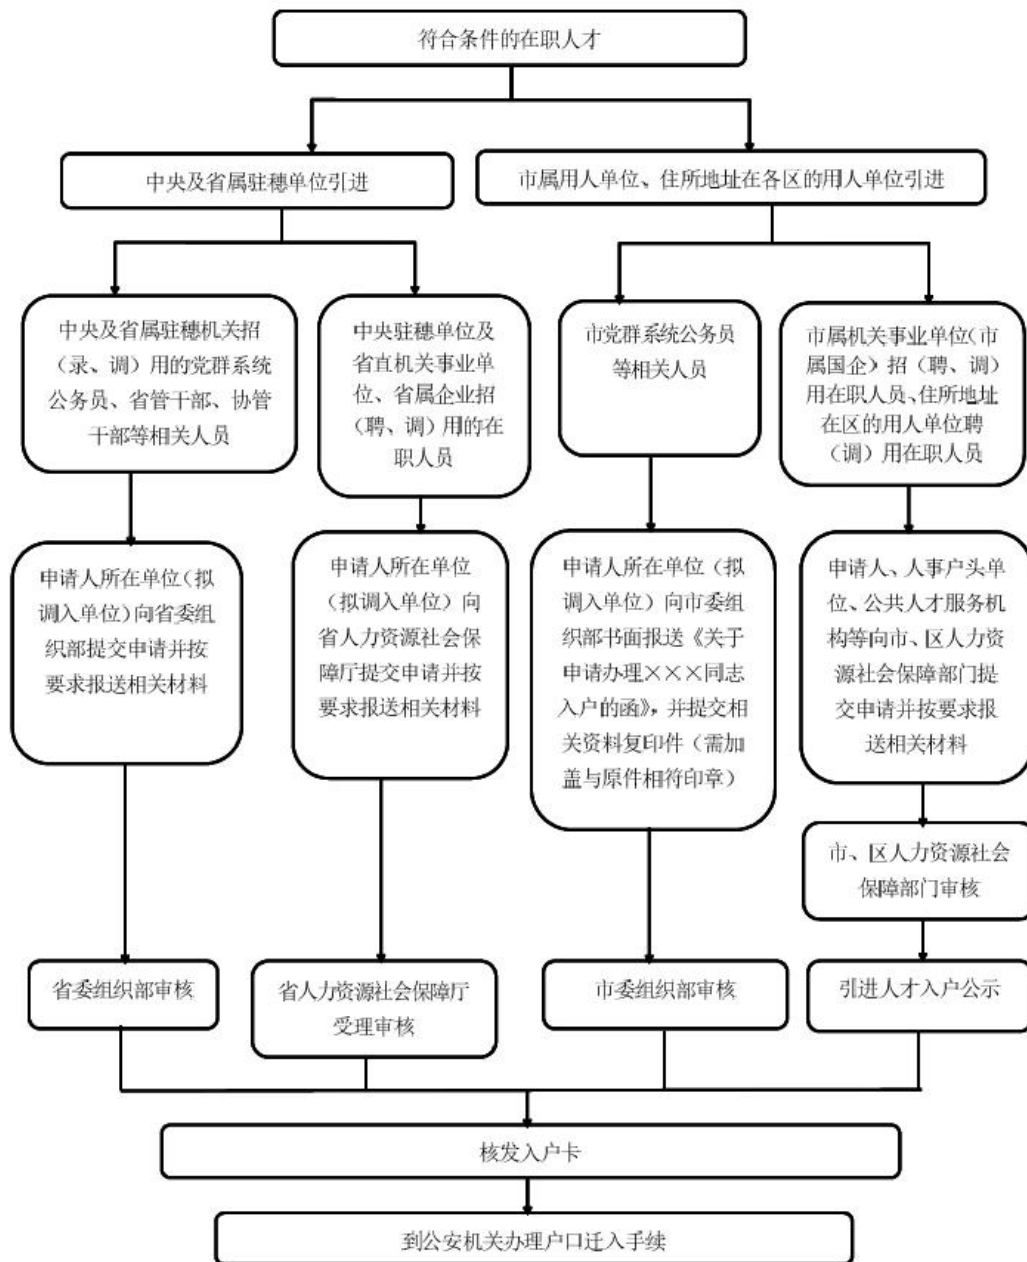 符合条件的在职人才
中央及省属驻穗单位引进
市属用人单位、住所地址在各区的用人单位引进
中央及省属驻穗机关招
（录、调）用的党群系统
公务员、省管干部、协管
干部等相关人员
中央驻穗单位及
省直机关事业单
位、省属企业招
（聘、调）用的在
职人员
市党群系统公务员
等相关人员
市属机关事业单位（市
属国企）招（聘、调）
用在职人员、住所地址
在区的用人单位聘
（调）用在职人员
申请人所在单位（拟
调入单位）向省委组
织部提交申请并按
要求报送相关材料
申请人所在单位
（拟调入单位）向
省人力资源社会保
障厅提交申请并按
要求报送相关材料
申请人所在单位（拟
调入单位）向市委组
织部书面报送《关于
申请办理×××同志
入户的函》，并提交相
关资料复印件（需加
盖与原件相符印章）
申请人、人事户头单
位、公共人才服务机
构等向市、区人力资
源社会保障部门提
交申请并按要求报
送相关材料
市、区人力资源社会
保障部门审核
省委组织部审核
省人力资源社会保障厅
受理审核
市委组织部审核
引进人才入户公示
核发入户卡
到公安机关办理户口迁入手续